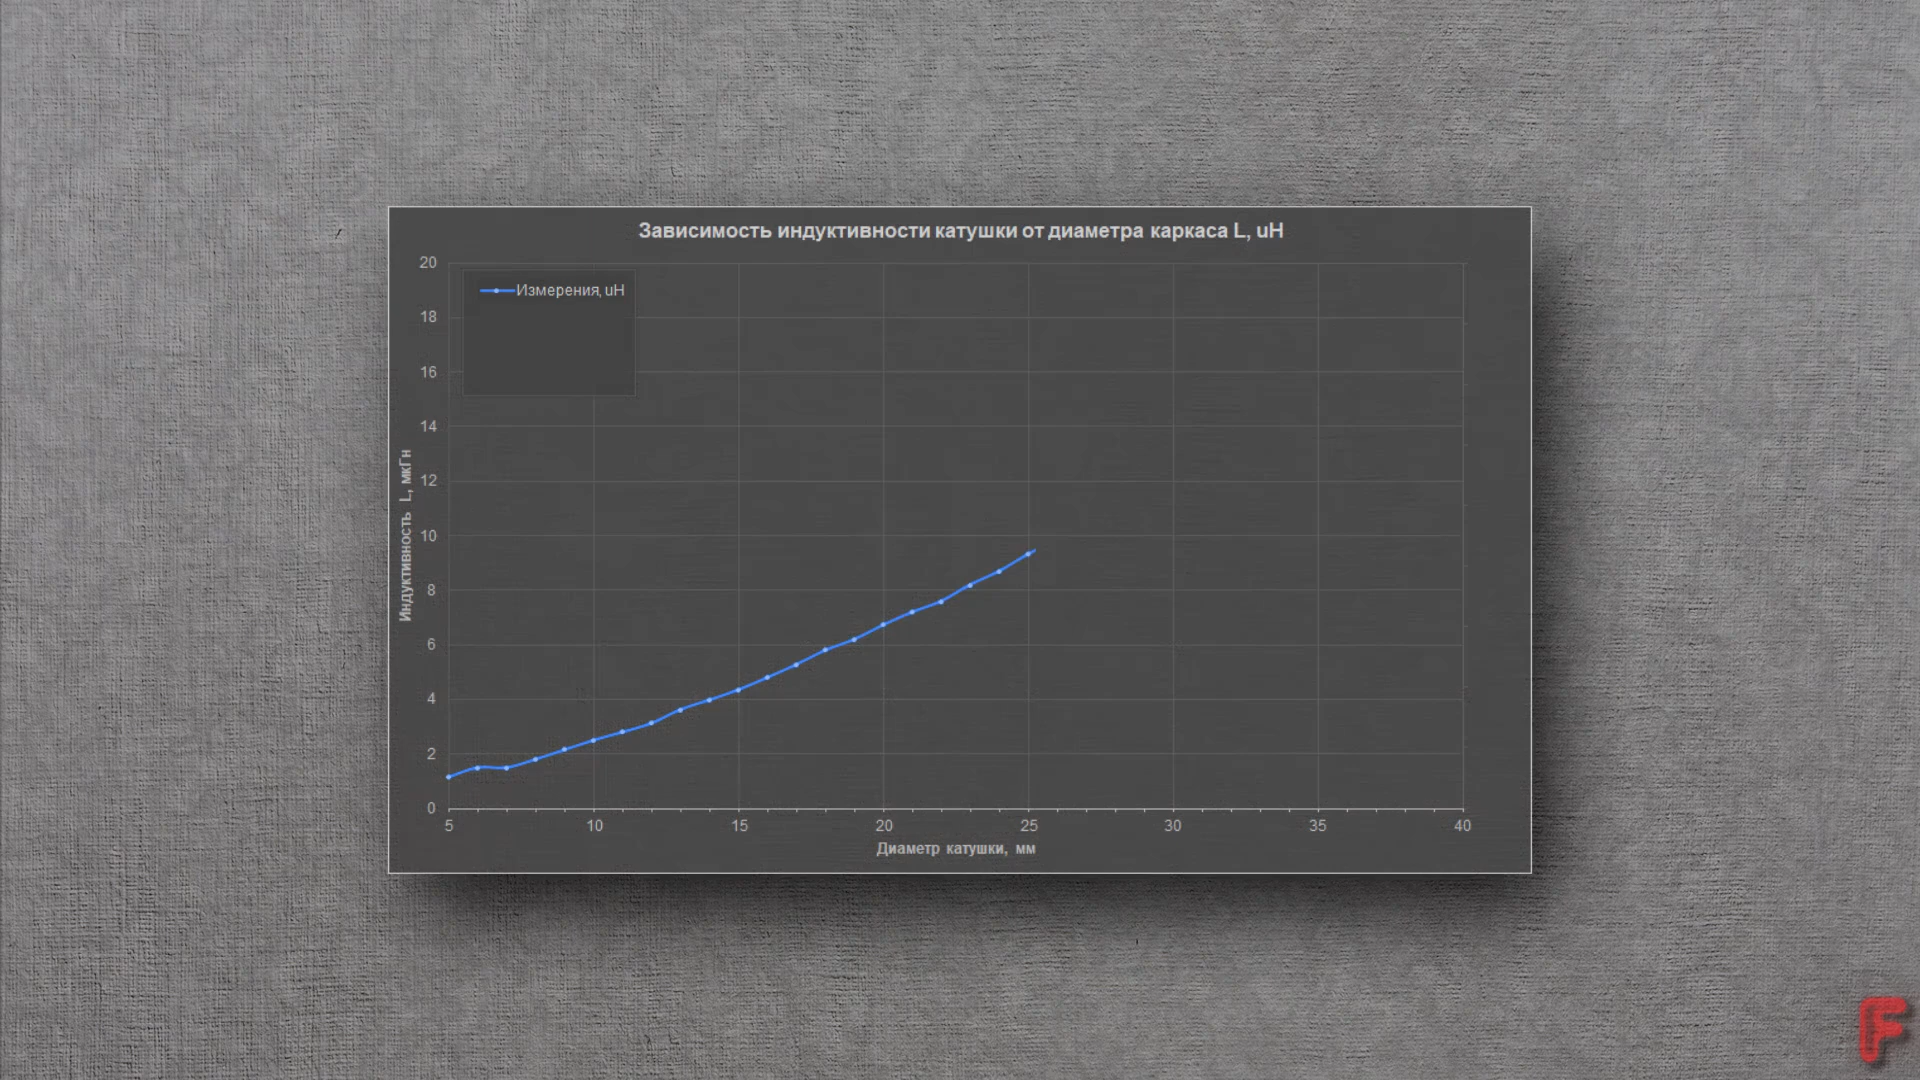 Зависимость индуктивности катушки от диаметра каркаса L, uH
Измерения, uH
20
18
16
14
12
10
8
6
4
2
0
Индуктивность L, мкГн
5 10 15 20 25 30 35 40
Диаметр катушки, мм
F